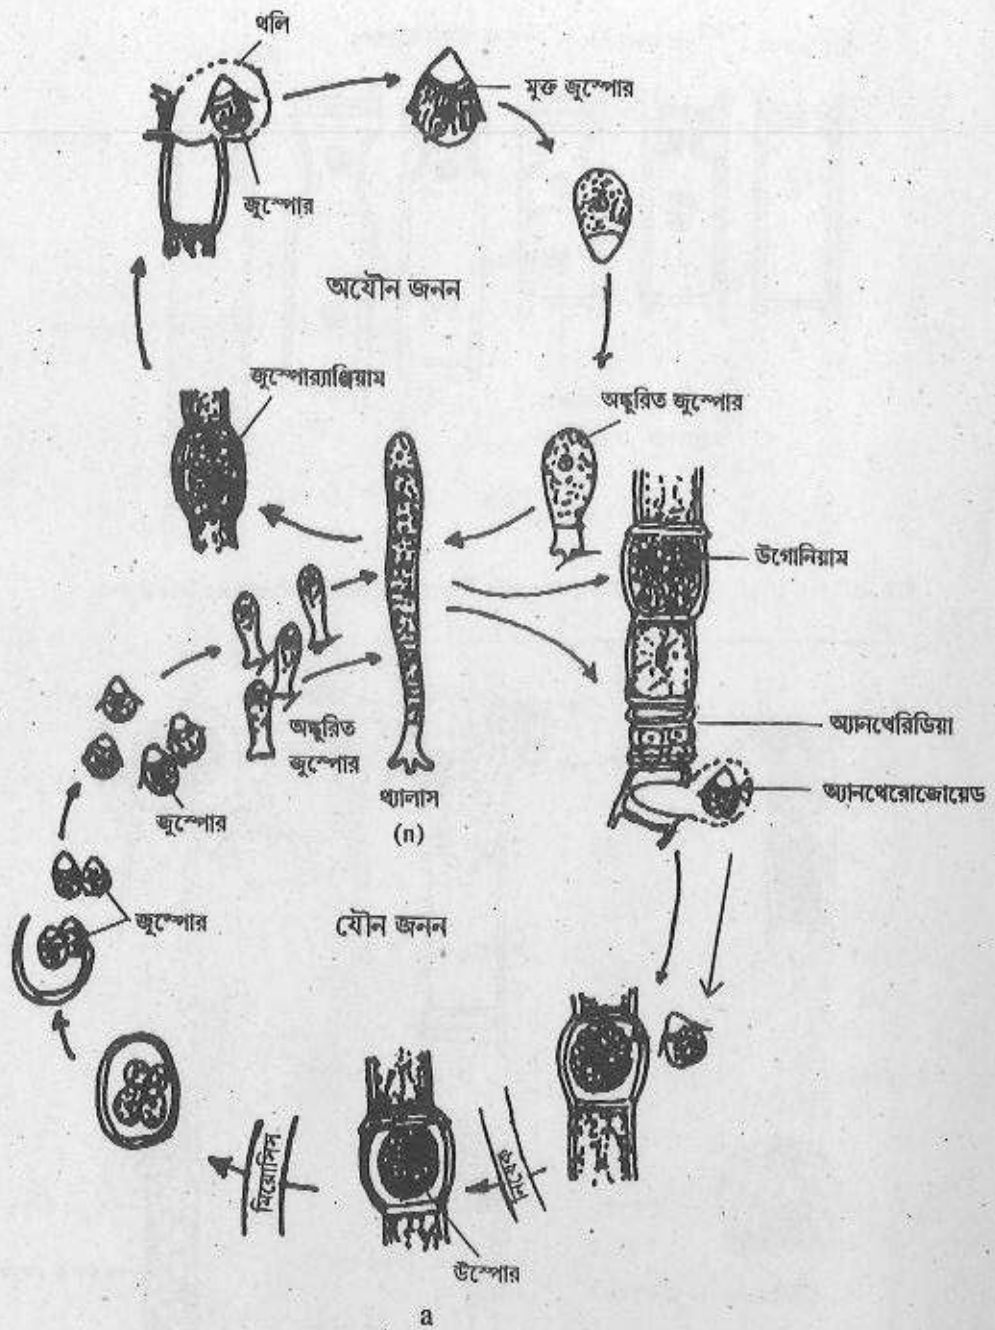 থলি
মুক্ত জুস্পোর
জুস্পোর
অযৌন জনন
জুস্পোর‍্যাঞ্জিয়াম
অঙ্কুরিত জুস্পোর
উগোনিয়াম
অ্যানথেরিডিয়া
অঙ্কুরিত
জুস্পোর
থ্যালাস
(n)
অ্যানথেরোজোয়েড
জুস্পোর
জুস্পোর
যৌন জনন
মিয়োসিস
নিষেক
উস্পোর
a